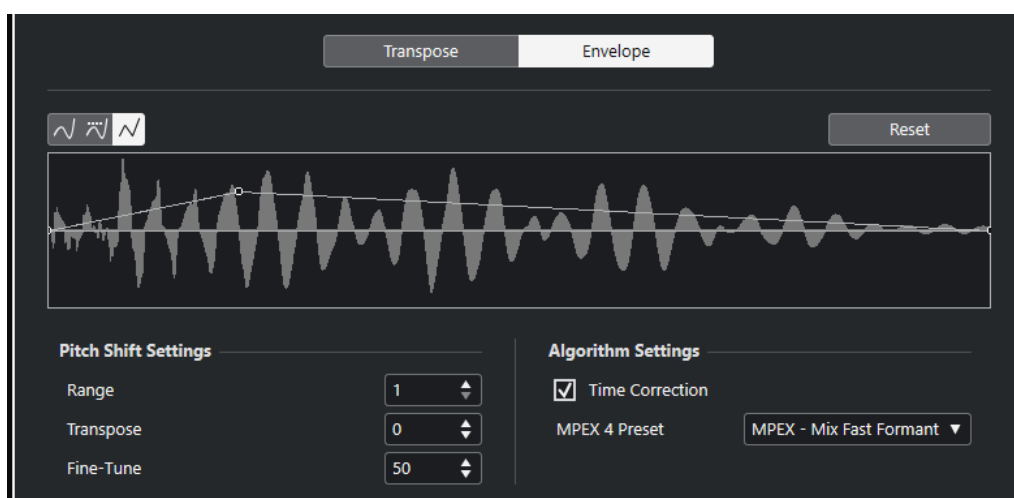 Transpose Envelope
Reset
Pitch Shift Settings
Range 1
Transpose 0
Fine-Tune 50
Algorithm Settings
Time Correction
MPEX 4 Preset MPEX - Mix Fast Formant